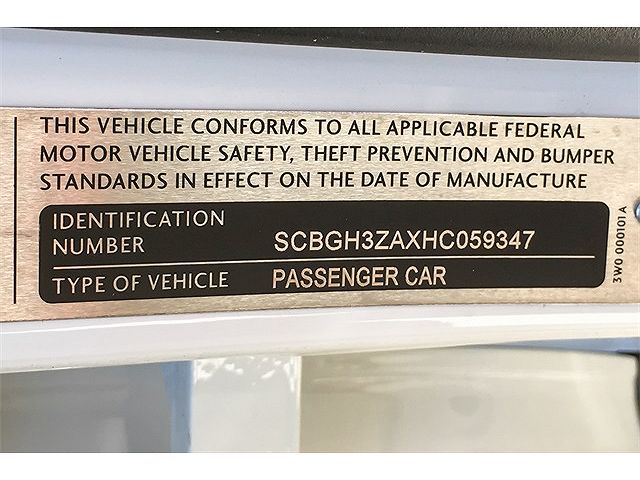 THIS VEHICLE CONFORMS TO ALL APPLICABLE FEDERAL
MOTOR VEHICLE SAFETY, THEFT PREVENTION AND BUMPER
STANDARDS IN EFFECT ON THE DATE OF MANUFACTURE
IDENTIFICATION
NUMBER SCBGH3ZAXHC059347
TYPE OF VEHICLE PASSENGER CAR
3W0 000101 A